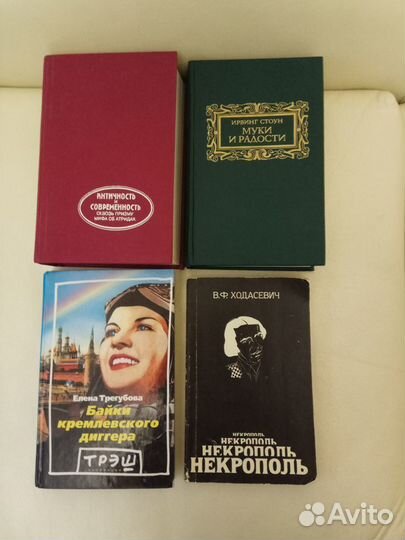 АНТИЧНОСТЬ
и
СОВРЕМЕННОСТЬ
СКВОЗЬ ПРИЗМУ
МИФА ОБ АТРИДАХ
ИРВИНГ СТОУН
МУКИ
И РАДОСТИ
Елена Трегубова
Байки
кремлевского
диггера
ТРЭШ
В.Ф. ХОДАСЕВИЧ
НЕКРОПОЛЬ
НЕКРОПОЛЬ
НЕКРОПОЛЬ
НЕКРОПОЛЬ
Avito